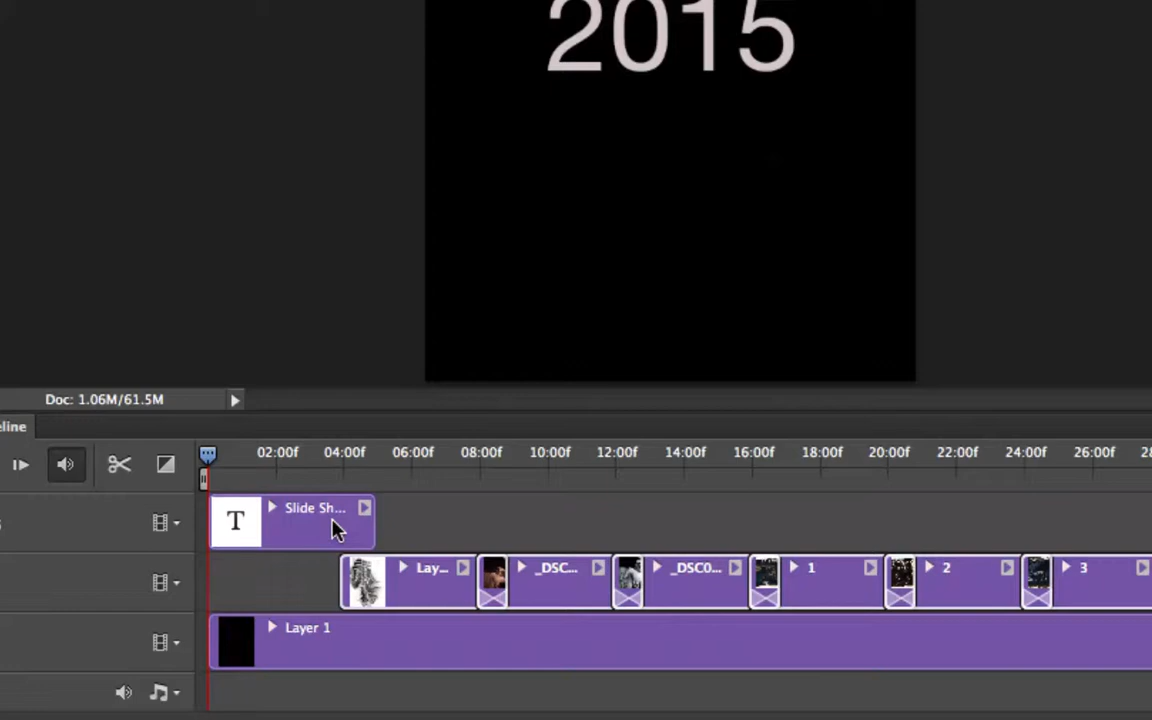 2015
Doc: 1.06M/61.5M
eline
02:00f 04:00f 06:00f 08:00f 10:00f 12:00f 14:00f 16:00f 18:00f 20:00f 22:00f 24:00f 26:00f 28
T Slide Sh...
Lay... _DSC... _DSC0... 1 2 3
Layer 1